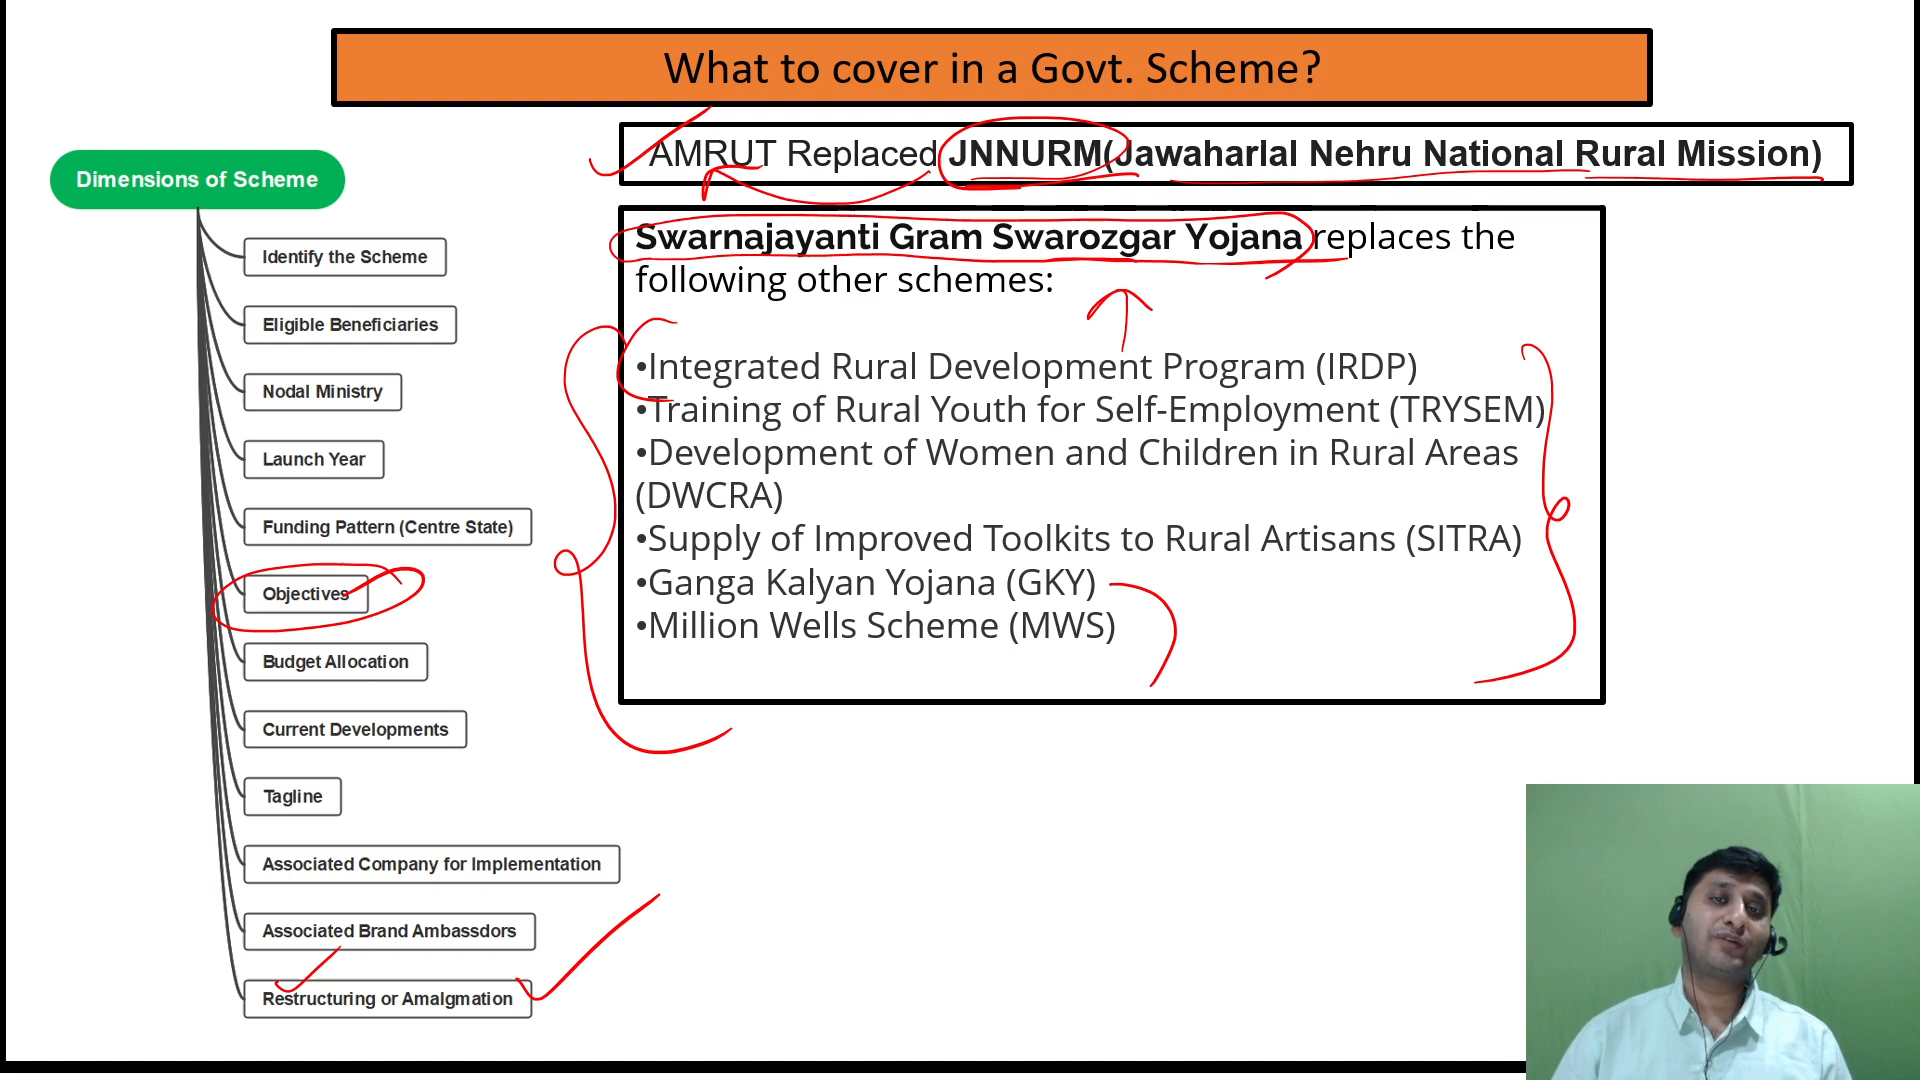 What to cover in a Govt. Scheme?
AMRUT Replaced JNNURM(Jawaharlal Nehru National Rural Mission)
Dimensions of Scheme
Identify the Scheme
Eligible Beneficiaries
Nodal Ministry
Launch Year
Funding Pattern (Centre State)
Objectives
Budget Allocation
Current Developments
Tagline
Associated Company for Implementation
Associated Brand Ambassdors
Restructuring or Amalgmation
Swarnajayanti Gram Swarozgar Yojana replaces the
following other schemes:
•Integrated Rural Development Program (IRDP)
•Training of Rural Youth for Self-Employment (TRYSEM)
•Development of Women and Children in Rural Areas
(DWCRA)
•Supply of Improved Toolkits to Rural Artisans (SITRA)
•Ganga Kalyan Yojana (GKY)
•Million Wells Scheme (MWS)